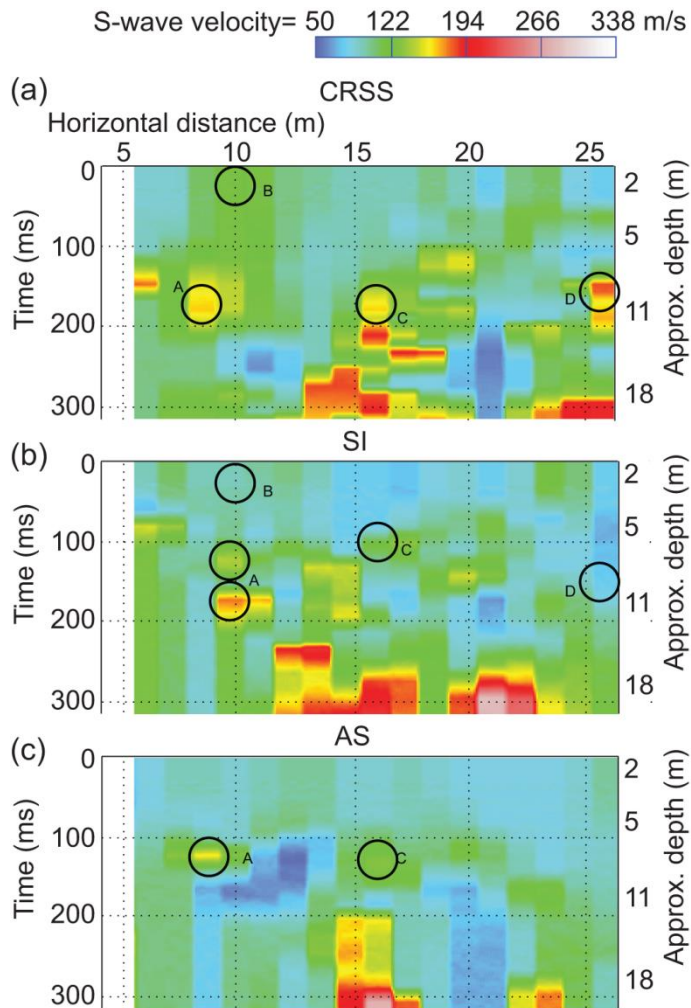 S-wave velocity= 50 122 194 266 338 m/s
(a) CRSS
Horizontal distance (m)
5 10 15 20 25
0 2
B
100 5
A C D
200 11
300 18
Time (ms)
Approx. depth (m)
(b) SI
0 2
B
100 C 5
A D
200 11
300 18
Time (ms)
Approx. depth (m)
(c) AS
0 2
100 5
A C
200 11
300 18
Time (ms)
Approx. depth (m)